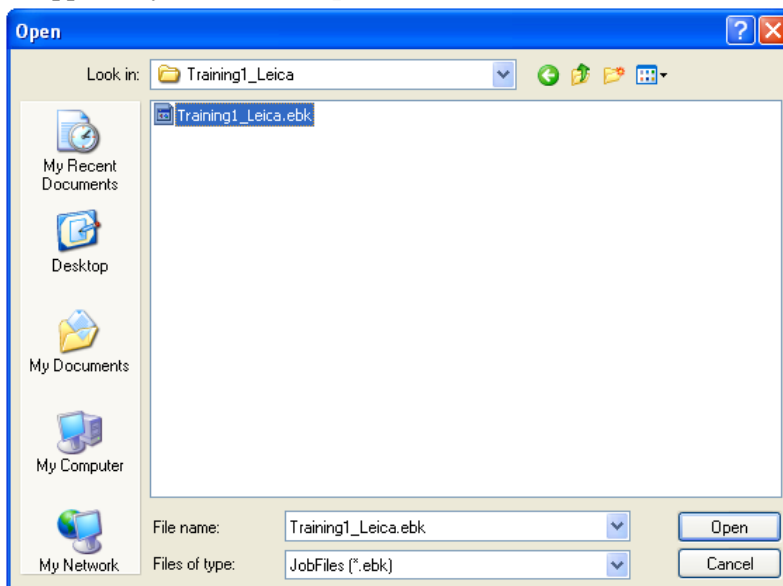 Open
Look in: Training1_Leica
Training1_Leica.ebk
My Recent
Documents
Desktop
My Documents
My Computer
My Network
File name: Training1_Leica.ebk Open
Files of type: JobFiles (*.ebk) Cancel